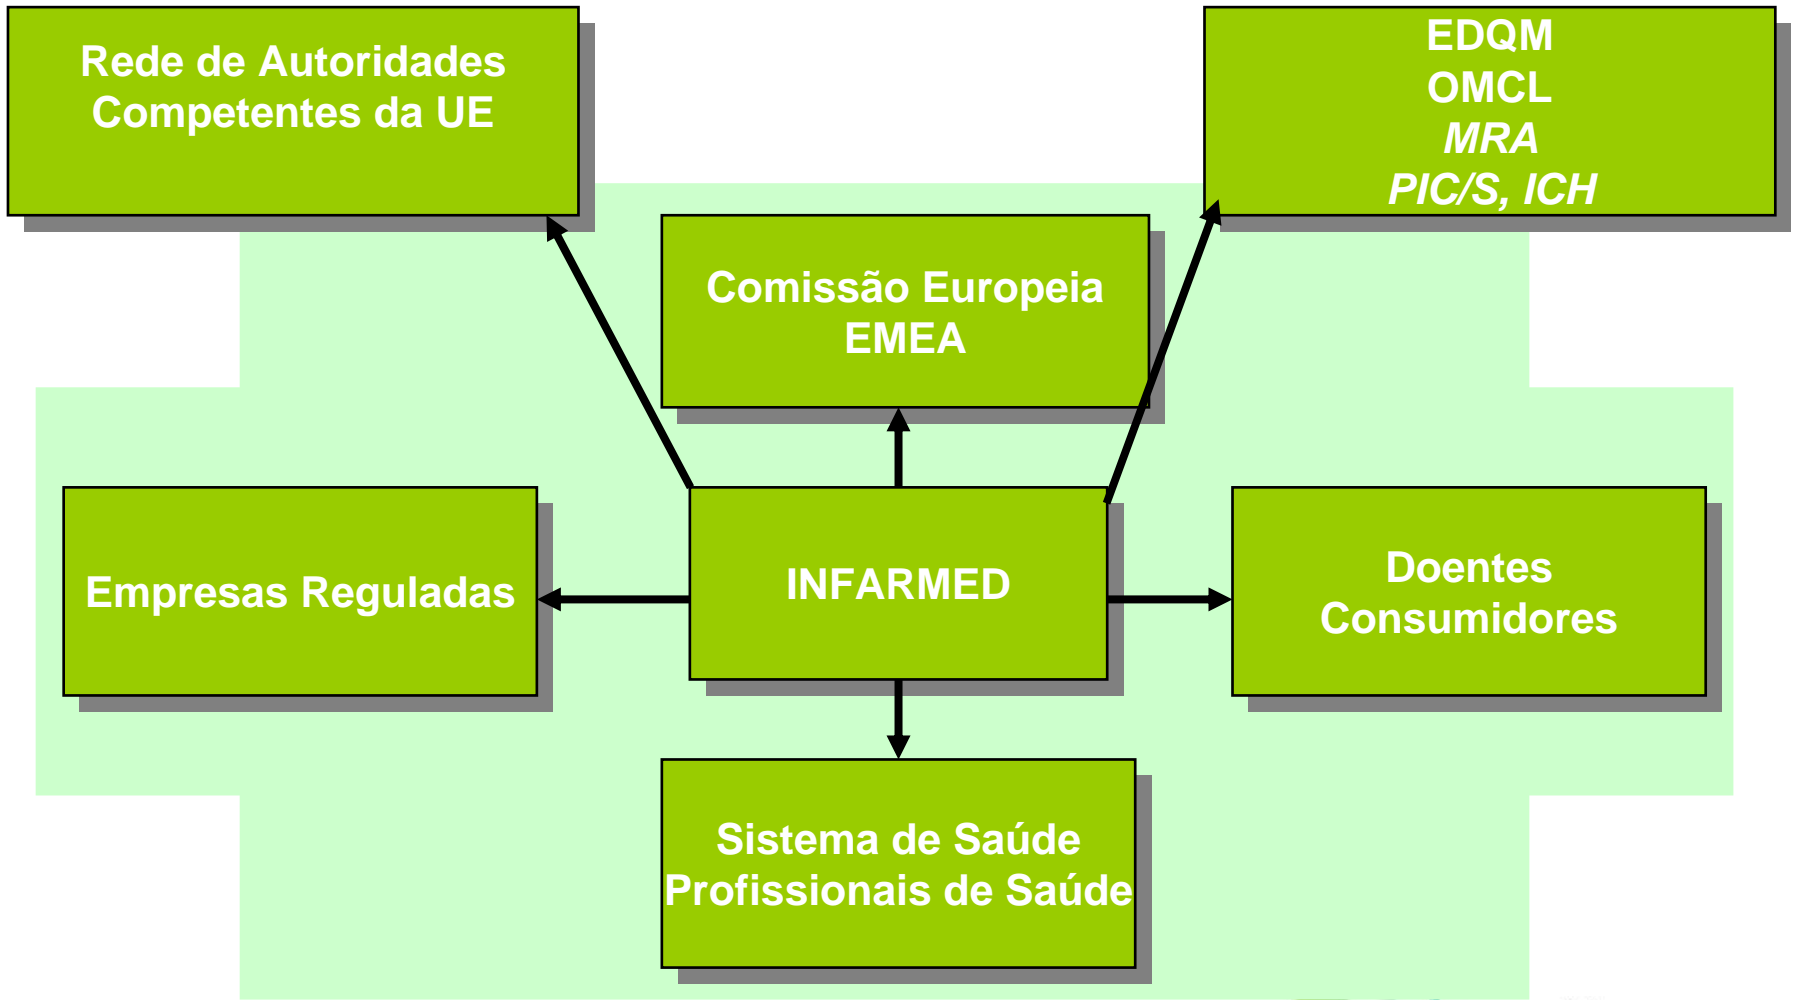 Rede de Autoridades
Competentes da UE
EDQM
OMCL
MRA
PIC/S, ICH
Comissão Europeia
EMEA
Empresas Reguladas
INFARMED
Doentes
Consumidores
Sistema de Saúde
Profissionais de Saúde